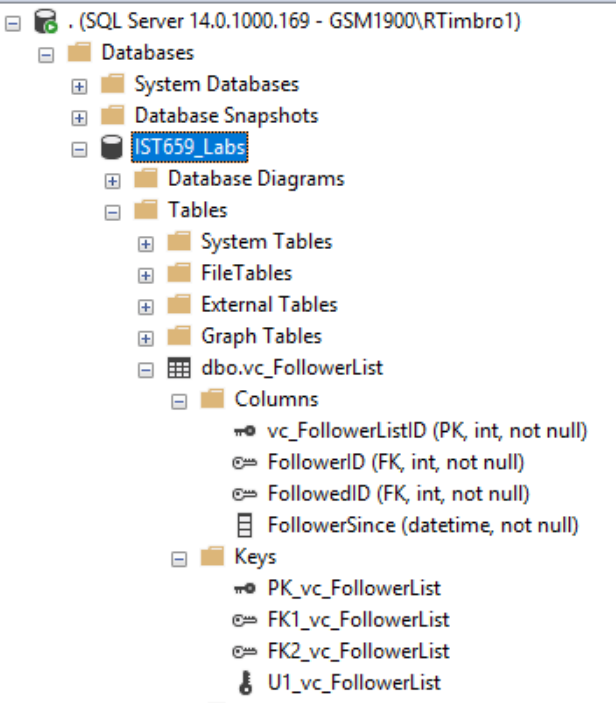 . (SQL Server 14.0.1000.169 - GSM1900\RTimbro1)
Databases
System Databases
Database Snapshots
IST659_Labs
Database Diagrams
Tables
System Tables
FileTables
External Tables
Graph Tables
dbo.vc_FollowerList
Columns
vc_FollowerListID (PK, int, not null)
FollowerID (FK, int, not null)
FollowedID (FK, int, not null)
FollowerSince (datetime, not null)
Keys
PK_vc_FollowerList
FK1_vc_FollowerList
FK2_vc_FollowerList
U1_vc_FollowerList